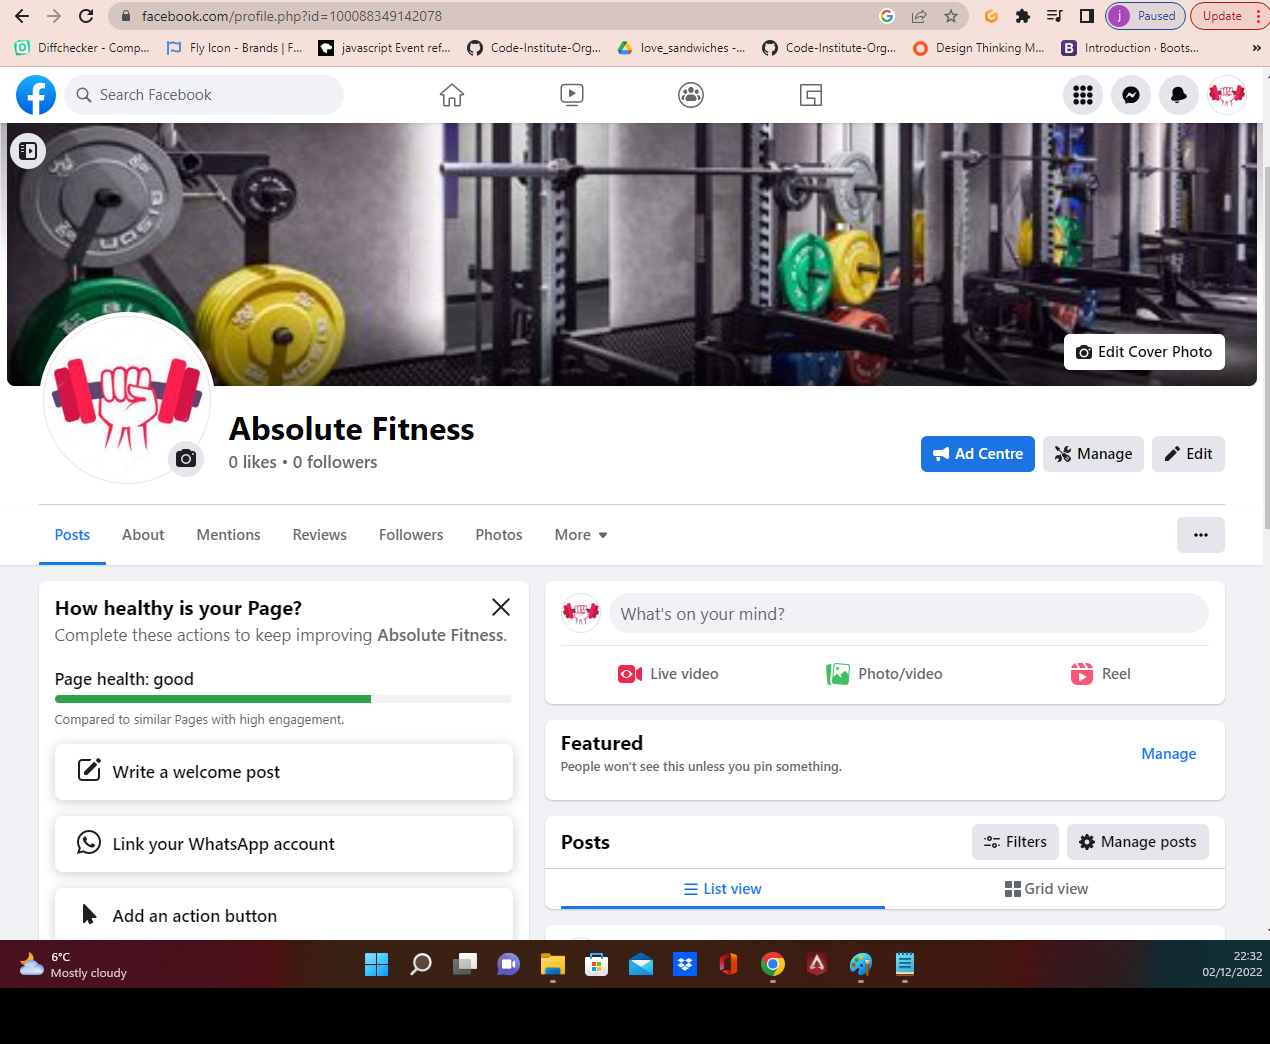 facebook.com/profile.php?id=100088349142078
j Paused
Update
Diffchecker - Comp...
Fly Icon - Brands | F...
javascript Event ref...
Code-Institute-Org...
love_sandwiches -...
Code-Institute-Org...
Design Thinking M...
B Introduction · Boots...
»
Search Facebook
Edit Cover Photo
Absolute Fitness
0 likes • 0 followers
Ad Centre
Manage
Edit
Posts
About
Mentions
Reviews
Followers
Photos
More
How healthy is your Page?
Complete these actions to keep improving Absolute Fitness.
Page health: good
Compared to similar Pages with high engagement.
Write a welcome post
Link your WhatsApp account
Add an action button
What's on your mind?
Live video
Photo/video
Reel
Featured
People won't see this unless you pin something.
Manage
Posts
Filters
Manage posts
List view
Grid view
6°C
Mostly cloudy
22:32
02/12/2022